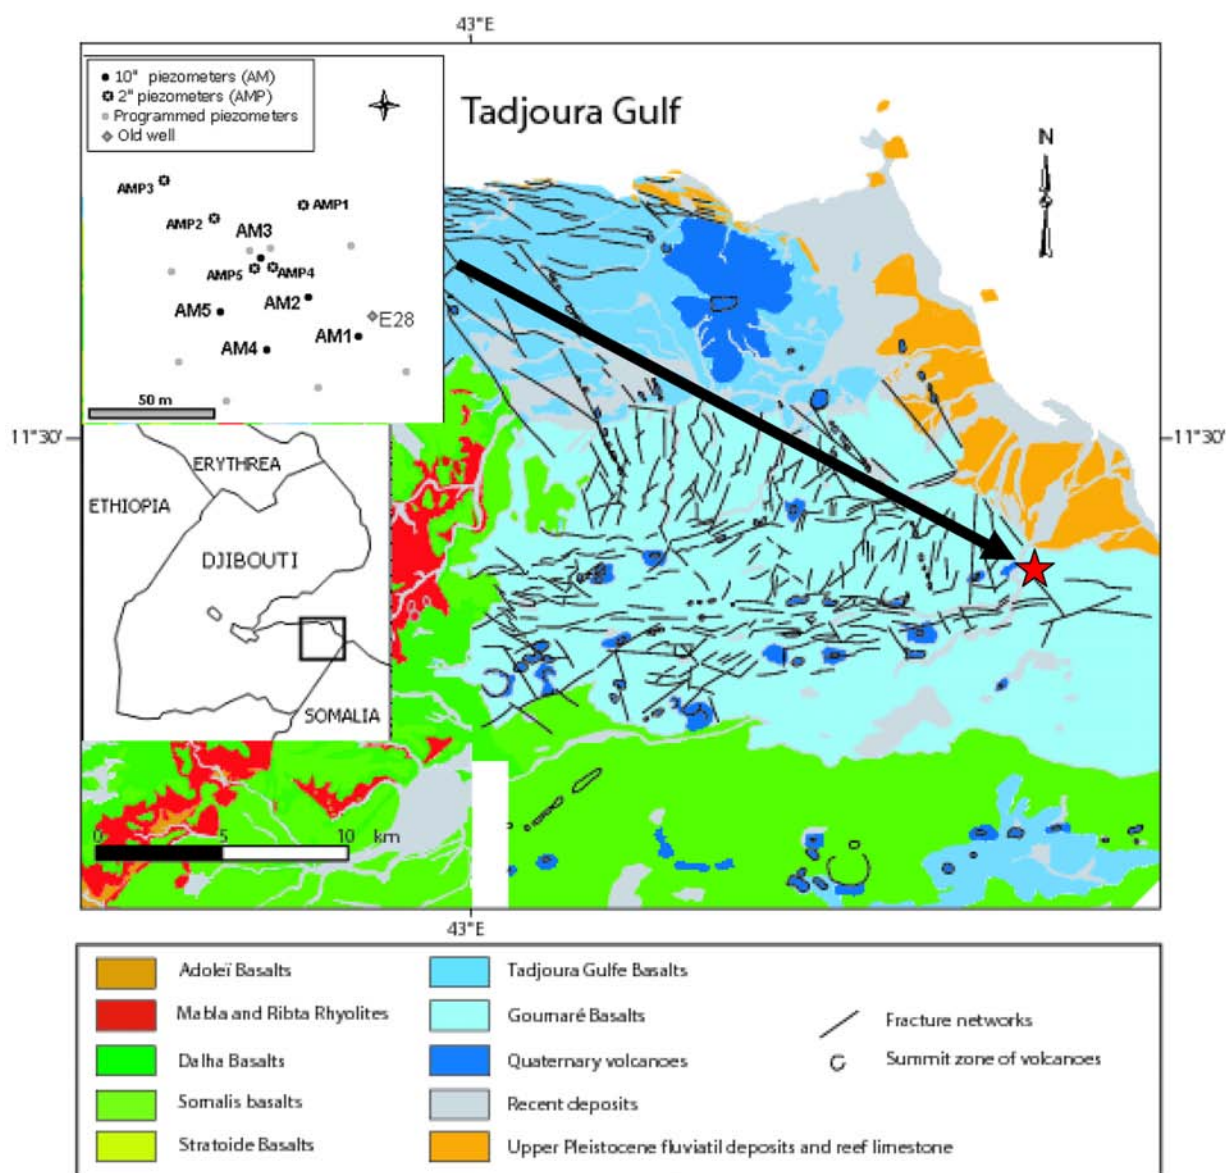 43°E
10" piezometers (AM)
2" piezometers (AMP)
Programmed piezometers
Old well
Tadjoura Gulf
N
AMP3
AMP1
AMP2
AM3
AMP5
AMP4
AM5
AM2
E28
AM4
AM1
50 m
11°30'
11°30'
ERYTHREA
ETHIOPIA
DJIBOUTI
SOMALIA
0 5 10 km
43°E
Adoleï Basalts
Mabla and Ribta Rhyolites
Dalha Basalts
Somalis basalts
Stratoide Basalts
Tadjoura Gulfe Basalts
Goumaré Basalts
Quaternary volcanoes
Recent deposits
Upper Pleistocene fluviatil deposits and reef limestone
Fracture networks
Summit zone of volcanoes